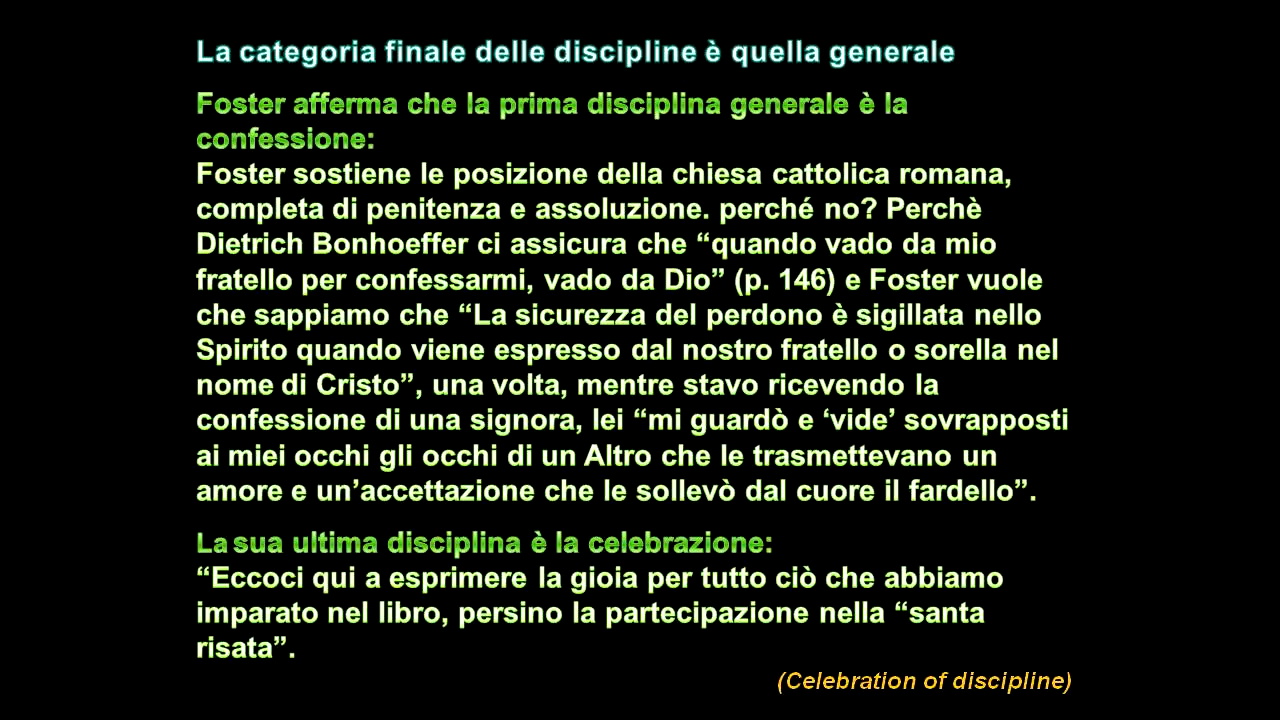 La categoria finale delle discipline è quella generale
Foster afferma che la prima disciplina generale è la
confessione:
Foster sostiene le posizione della chiesa cattolica romana,
completa di penitenza e assoluzione. perché no? Perchè
Dietrich Bonhoeffer ci assicura che “quando vado da mio
fratello per confessarmi, vado da Dio” (p. 146) e Foster vuole
che sappiamo che “La sicurezza del perdono è sigillata nello
Spirito quando viene espresso dal nostro fratello o sorella nel
nome di Cristo”, una volta, mentre stavo ricevendo la
confessione di una signora, lei “mi guardò e ‘vide’ sovrapposti
ai miei occhi gli occhi di un Altro che le trasmettevano un
amore e un’accettazione che le sollevò dal cuore il fardello”.
La sua ultima disciplina è la celebrazione:
“Eccoci qui a esprimere la gioia per tutto ciò che abbiamo
imparato nel libro, persino la partecipazione nella “santa
risata”.
(Celebration of discipline)